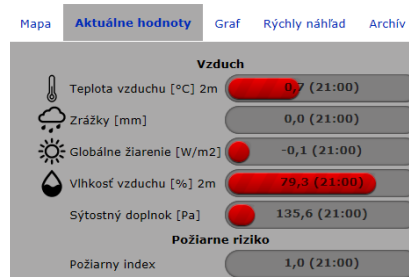 Mapa Aktuálne hodnoty Graf Rýchly náhľad Archív
Vzduch
Teplota vzduchu [°C] 2m 0,7 (21:00)
Zrážky [mm] 0,0 (21:00)
Globálne žiarenie [W/m2] -0,1 (21:00)
Vlhkosť vzduchu [%] 2m 79,3 (21:00)
Sýtostný doplnok [Pa] 135,6 (21:00)
Požiarne riziko
Požiarny index 1,0 (21:00)